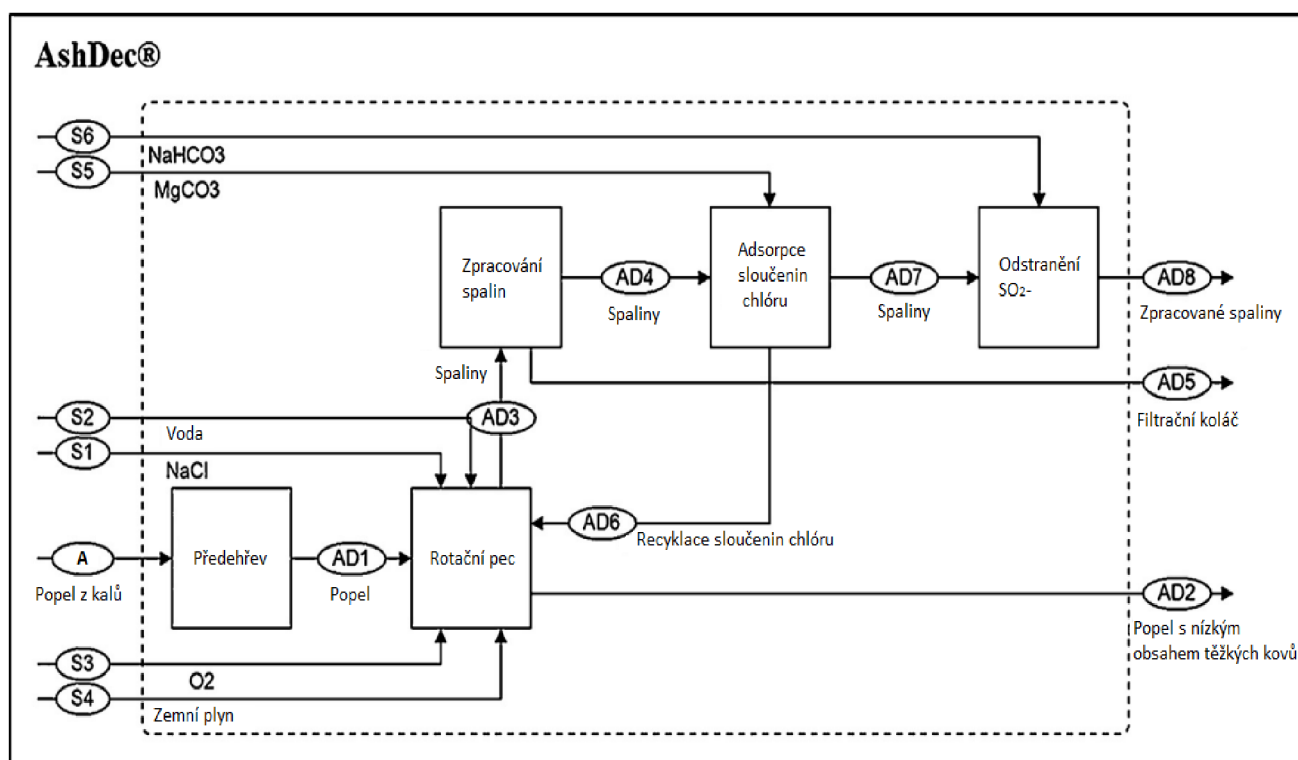 AshDec®
S6
NaHCO3
S5
MgCO3
Zpracování
spalin
AD4
Spaliny
Adsorpce
sloučenin
chlóru
AD7
Spaliny
Odstranění
SO2-
AD8
Zpracované spaliny
Spaliny
AD5
Filtrační koláč
S2
Voda
AD3
S1
NaCl
A
Popel z kalů
Předehřev
AD1
Popel
Rotační pec
AD6
Recyklace sloučenin chlóru
AD2
Popel s nízkým
obsahem těžkých kovů
S3
O2
S4
Zemní plyn